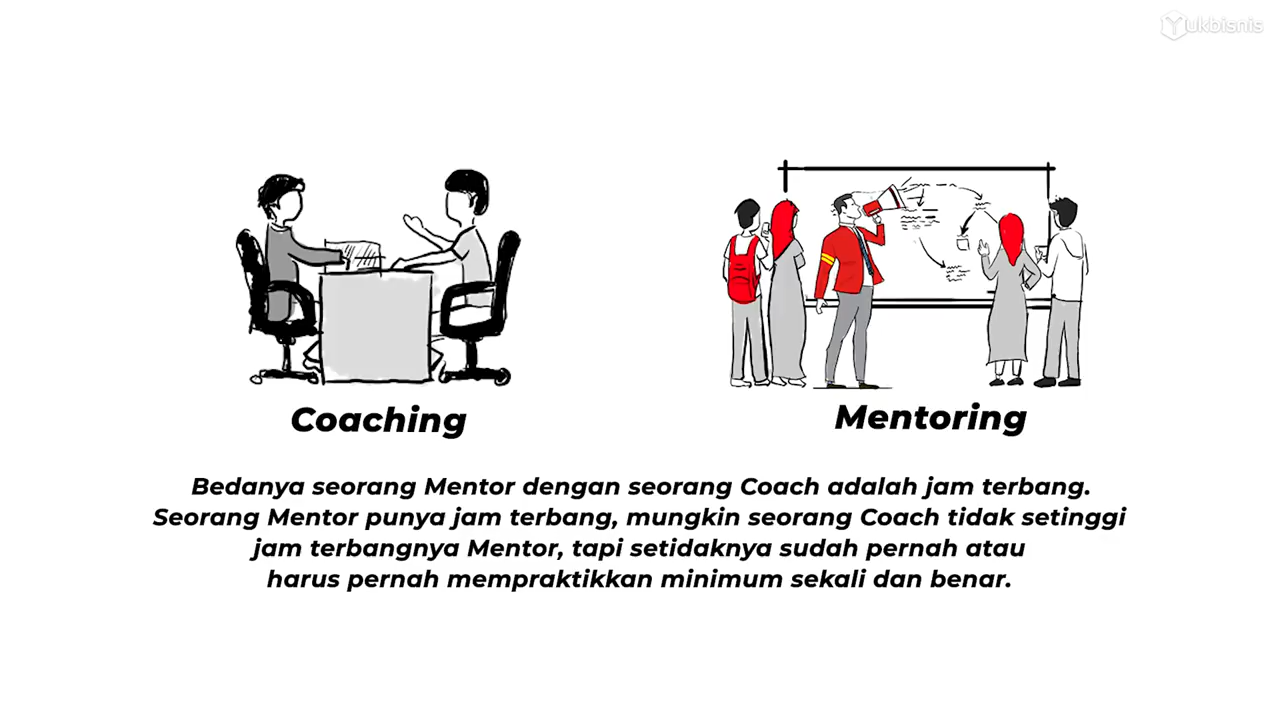 Yukbisnis
Coaching
Mentoring
Bedanya seorang Mentor dengan seorang Coach adalah jam terbang.
Seorang Mentor punya jam terbang, mungkin seorang Coach tidak setinggi
jam terbangnya Mentor, tapi setidaknya sudah pernah atau
harus pernah mempraktikkan minimum sekali dan benar.